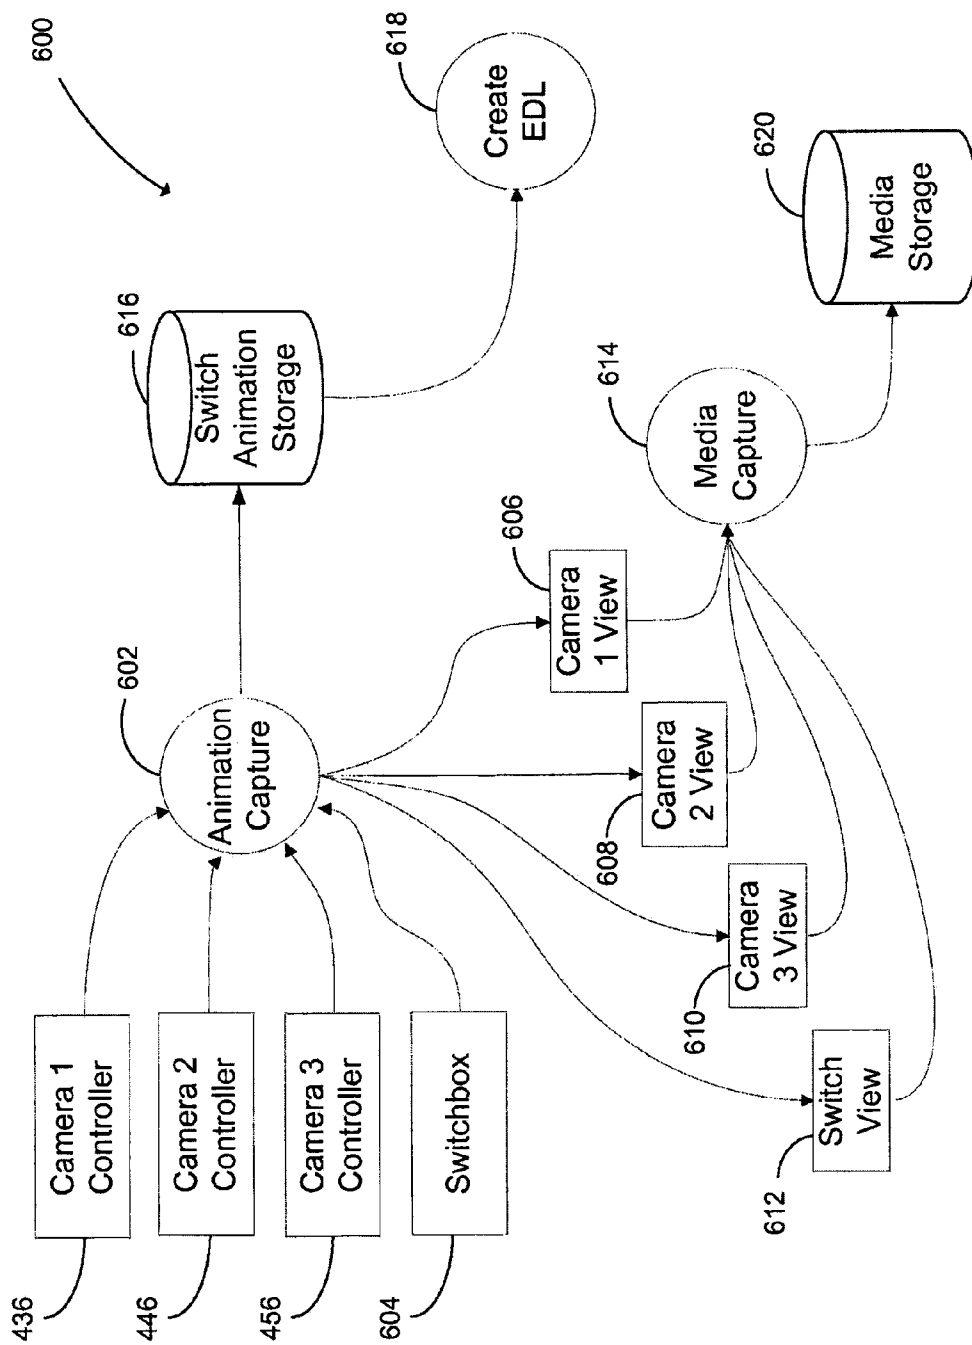 600
436
Camera 1
Controller
446
Camera 2
Controller
456
Camera 3
Controller
604
Switchbox
602
Animation
Capture
616
Switch
Animation
Storage
618
Create
EDL
606
Camera
1 View
608
Camera
2 View
610
Camera
3 View
612
Switch
View
614
Media
Capture
620
Media
Storage